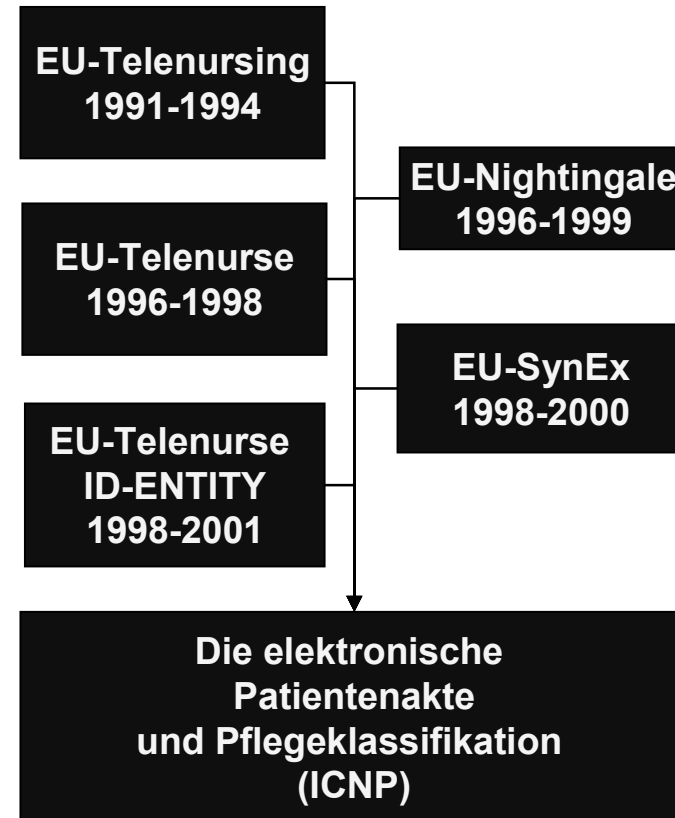 EU-Telenursing
1991-1994
EU-Nightingale
1996-1999
EU-Telenurse
1996-1998
EU-SynEx
1998-2000
EU-Telenurse
ID-ENTITY
1998-2001
Die elektronische
Patientenakte
und Pflegeklassifikation
(ICNP)